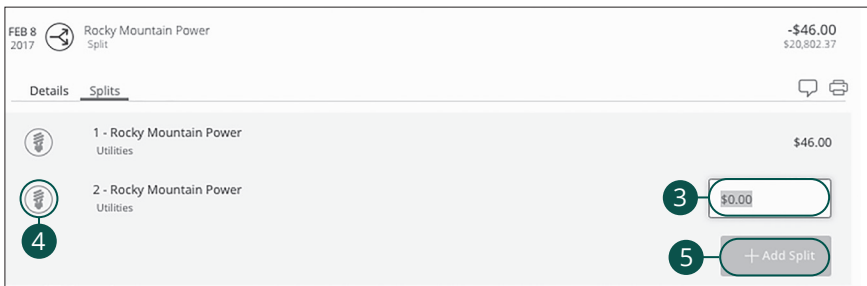 FEB 8
2017
Rocky Mountain Power
Split
-$46.00
$20,802.37
Details Splits
1 - Rocky Mountain Power
Utilities
$46.00
2 - Rocky Mountain Power
Utilities
3
$0.00
4
5
+ Add Split